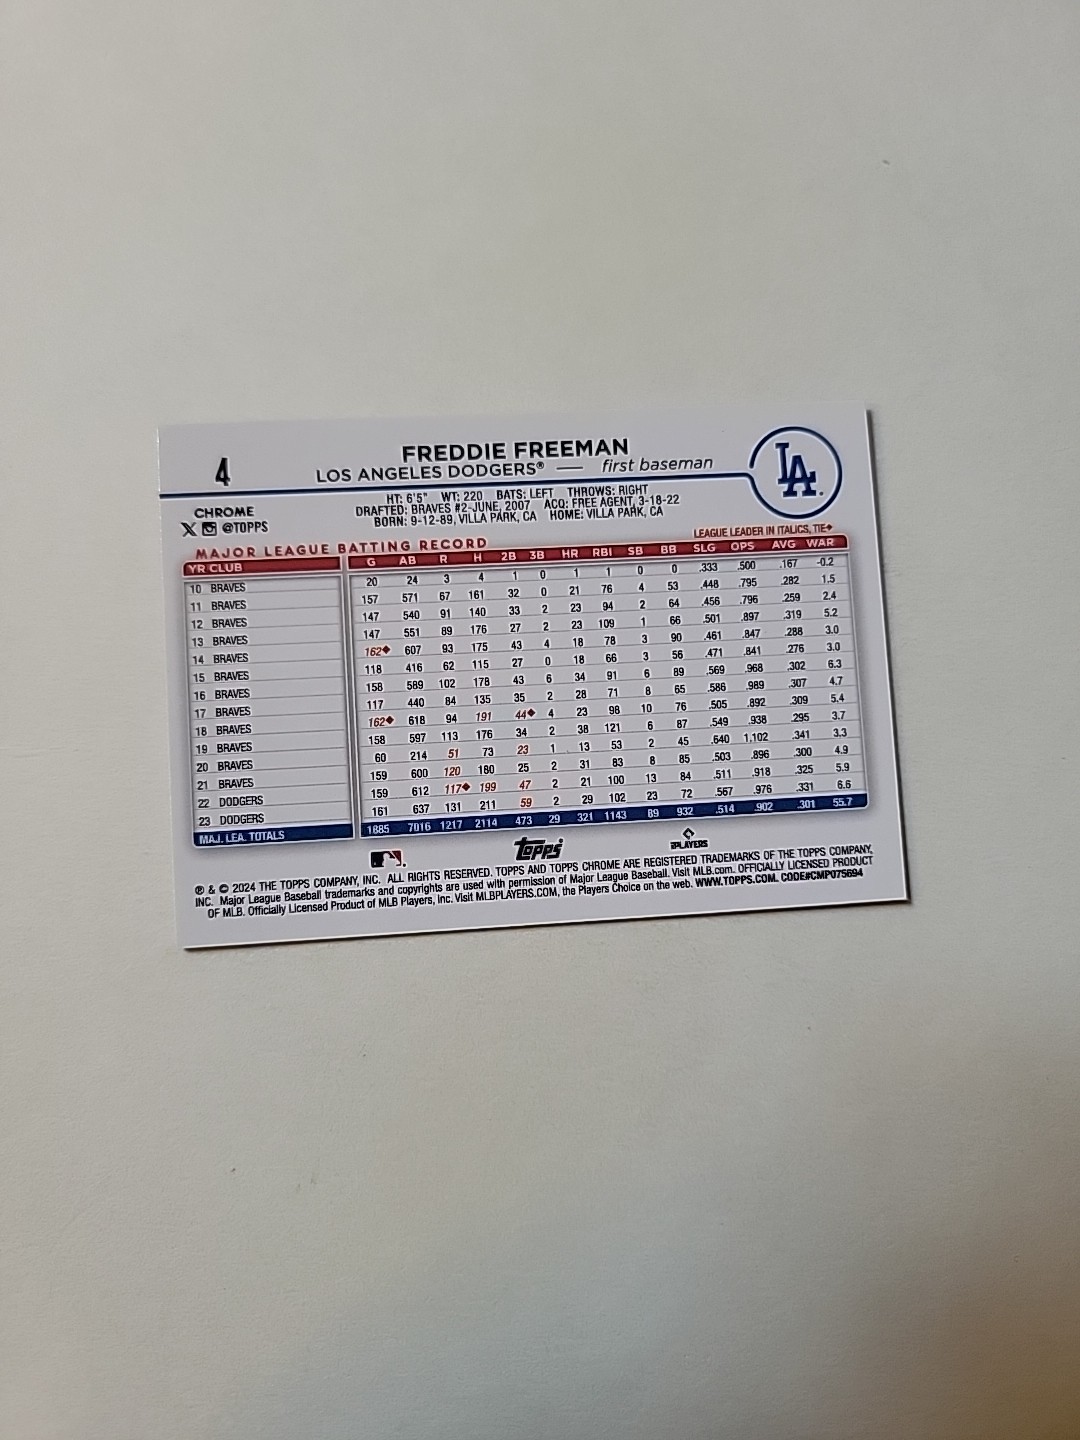 4
FREDDIE FREEMAN
LOS ANGELES DODGERS® — first baseman
LA
CHROME
X @TOPPS
HT: 6'5" WT: 220 BATS: LEFT THROWS: RIGHT
DRAFTED: BRAVES #2-JUNE, 2007 ACQ: FREE AGENT, 3-18-22
BORN: 9-12-89, VILLA PARK, CA HOME: VILLA PARK, CA
MAJOR LEAGUE BATTING RECORD LEAGUE LEADER IN ITALICS, TIE♦
YR CLUB G AB R H 2B 3B HR RBI SB BB SLG OPS AVG WAR
10 BRAVES 20 24 3 4 1 0 1 1 0 0 .333 .500 .167 -0.2
11 BRAVES 157 571 67 161 32 0 21 76 4 53 .448 .795 .282 1.5
12 BRAVES 147 540 91 140 33 2 23 94 2 64 .456 .796 .259 2.4
13 BRAVES 147 551 89 176 27 2 23 109 1 66 .501 .897 .319 5.2
14 BRAVES 162♦ 607 93 175 43 4 18 78 3 90 .461 .847 .288 3.0
15 BRAVES 118 416 62 115 27 0 18 66 3 56 .471 .841 .276 3.0
16 BRAVES 158 589 102 178 43 6 34 91 6 89 .569 .968 .302 6.3
17 BRAVES 117 440 84 135 35 2 28 71 8 65 .586 .989 .307 4.7
18 BRAVES 162♦ 618 94 191 44♦ 4 23 98 10 76 .505 .892 .309 5.4
19 BRAVES 158 597 113 176 34 2 38 121 6 87 .549 .938 .295 3.7
20 BRAVES 60 214 51 73 23 1 13 53 2 45 .640 1.102 .341 3.3
21 BRAVES 159 600 120 180 25 2 31 83 8 85 .503 .896 .300 4.9
22 DODGERS 159 612 117♦ 199 47 2 21 100 13 84 .511 .918 .325 5.9
23 DODGERS 161 637 131 211 59 2 29 102 23 72 .567 .976 .331 6.6
MAJ. LEA. TOTALS 1885 7016 1217 2114 473 29 321 1143 89 932 .514 .902 .301 55.7
Topps
PLAYERS
® & © 2024 THE TOPPS COMPANY, INC. ALL RIGHTS RESERVED. TOPPS AND TOPPS CHROME ARE REGISTERED TRADEMARKS OF THE TOPPS COMPANY,
INC. Major League Baseball trademarks and copyrights are used with permission of Major League Baseball. Visit MLB.com. OFFICIALLY LICENSED PRODUCT
OF MLB. Officially Licensed Product of MLB Players, Inc. Visit MLBPLAYERS.COM, the Players Choice on the web. WWW.TOPPS.COM. CODE#CMP075694